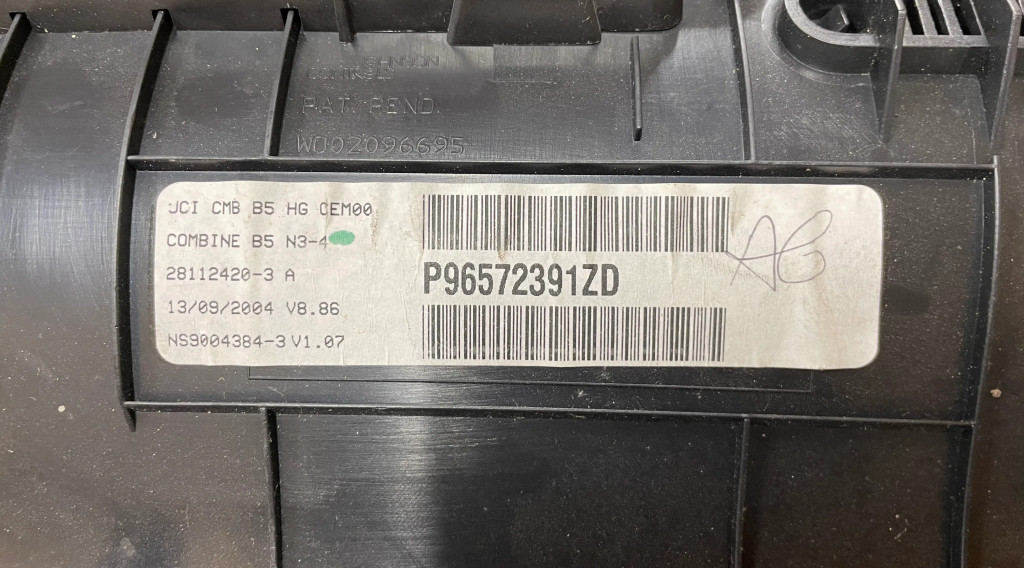 JOHNSON
CONTROLS
PAT. PEND.
W002096695
JCI CMB B5 HG CEM00
COMBINE B5 N3-4
28112420-3 A
13/09/2004 V8.86
NS9004384-3 V1.07
P96572391ZD
AG